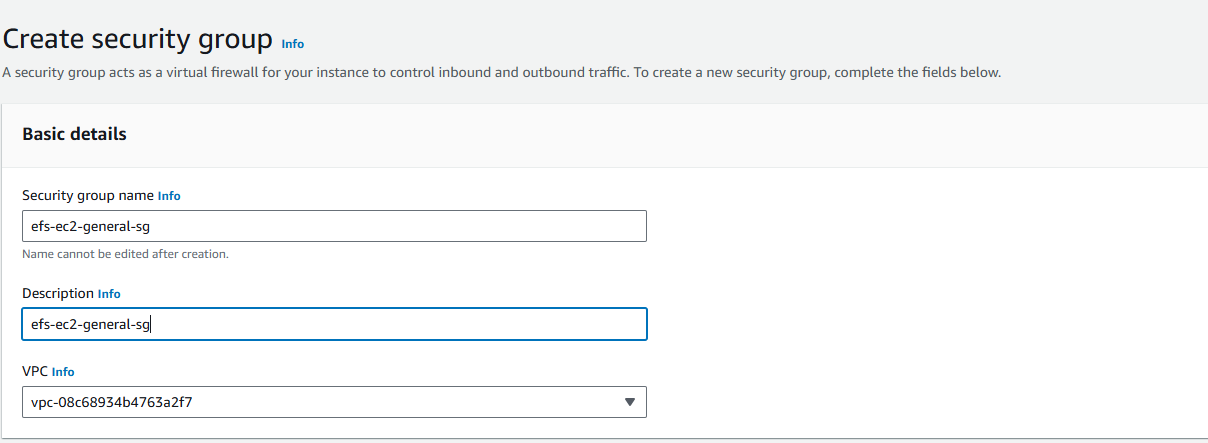 Create security group Info
A security group acts as a virtual firewall for your instance to control inbound and outbound traffic. To create a new security group, complete the fields below.
Basic details
Security group name Info
efs-ec2-general-sg
Name cannot be edited after creation.
Description Info
efs-ec2-general-sg
VPC Info
vpc-08c68934b4763a2f7